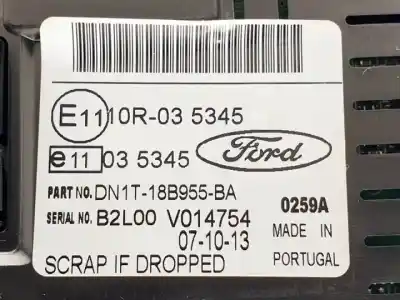 E11 10R-03 5345
e11 03 5345 Ford
PART NO. DN1T-18B955-BA
SERIAL NO. B2L00 V014754 0259A
07-10-13 MADE IN
SCRAP IF DROPPED PORTUGAL